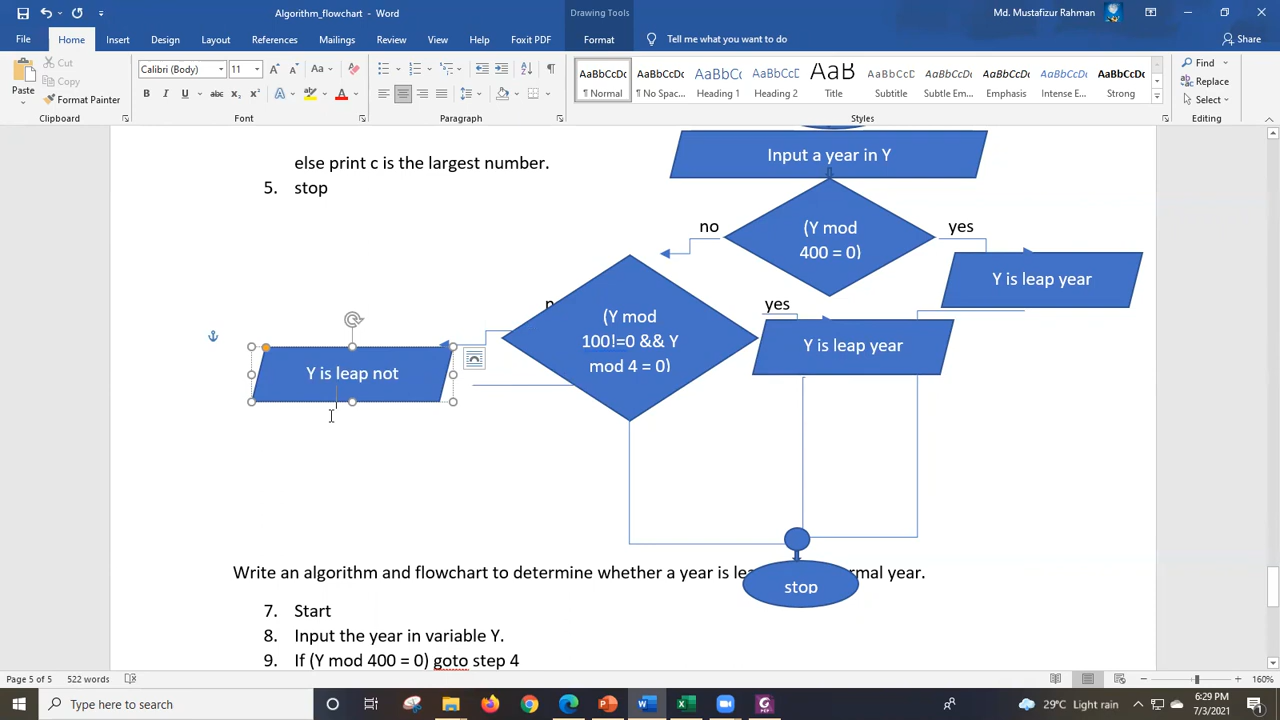 Algorithm_flowchart - Word
Drawing Tools
Md. Mustafizur Rahman
File Home Insert Design Layout References Mailings Review View Help Foxit PDF Format Tell me what you want to do Share
Paste
Cut
Copy
Format Painter
Calibri (Body) 11
AaBbCcDc AaBbCcDc AaBbCc AaBbCcD AaB AaBbCcD AaBbCcDc AaBbCcDc AaBbCcDc AaBbCcDc
¶ Normal ¶ No Spac... Heading 1 Heading 2 Title Subtitle Subtle Em... Emphasis Intense E... Strong
Find
Replace
Select
Clipboard Font Paragraph Styles Editing
else print c is the largest number.
5. stop
Input a year in Y
no
(Y mod
400 = 0)
yes
Y is leap year
(Y mod
100!=0 && Y
mod 4 = 0)
yes
Y is leap year
Y is leap not
Write an algorithm and flowchart to determine whether a year is lea
rmal year.
stop
7. Start
8. Input the year in variable Y.
9. If (Y mod 400 = 0) goto step 4
Page 5 of 5 522 words
160%
Type here to search
29°C Light rain
6:29 PM
7/3/2021